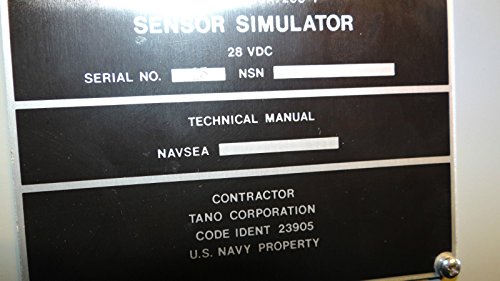 SENSOR SIMULATOR
28 VDC
SERIAL NO. NSN
TECHNICAL MANUAL
NAVSEA
CONTRACTOR
TANO CORPORATION
CODE IDENT 23905
U.S. NAVY PROPERTY